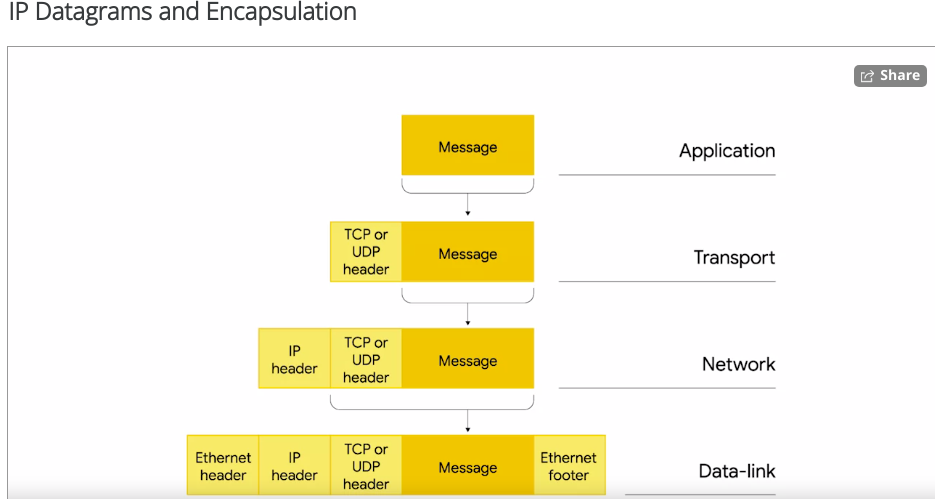 IP Datagrams and Encapsulation
Share
Message
Application
TCP or
UDP
header
Message
Transport
IP
header
TCP or
UDP
header
Message
Network
Ethernet
header
IP
header
TCP or
UDP
header
Message
Ethernet
footer
Data-link